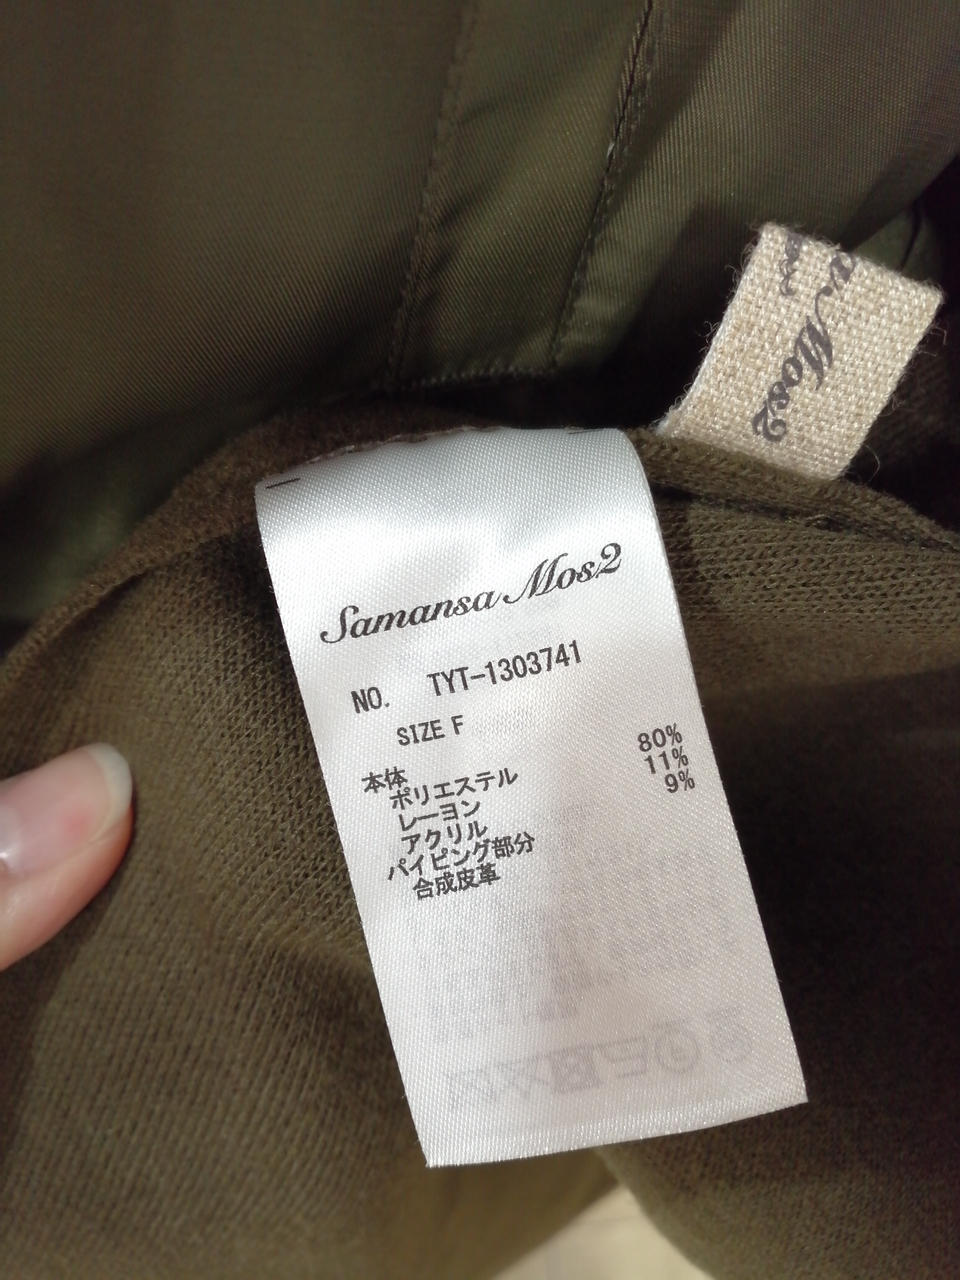 Mos2
Samansa Mos2
NO. TYT-1303741
SIZE F
本体
ポリエステル 80%
レーヨン 11%
アクリル 9%
パイピング部分
合成皮革